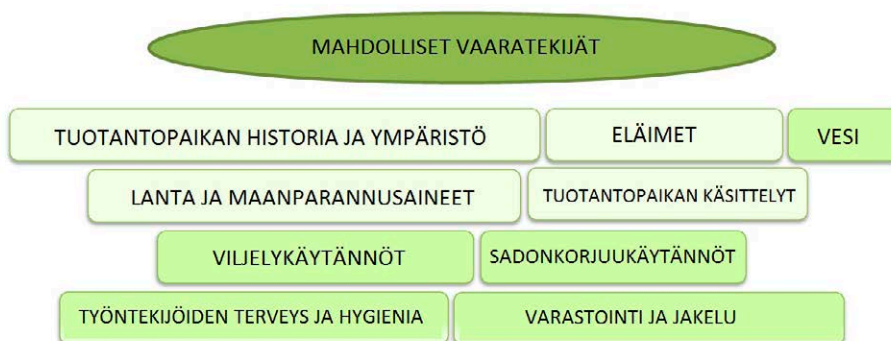 MAHDOLLISET VAARATEKIJÄT
TUOTANTOPAIKAN HISTORIA JA YMPÄRISTÖ
ELÄIMET
VESI
LANTA JA MAANPARANNUSAINEET
TUOTANTOPAIKAN KÄSITTELYT
VILJELYKÄYTÄNNÖT
SADONKORJUUKÄYTÄNNÖT
TYÖNTEKIJÖIDEN TERVEYS JA HYGIENIA
VARASTOINTI JA JAKELU